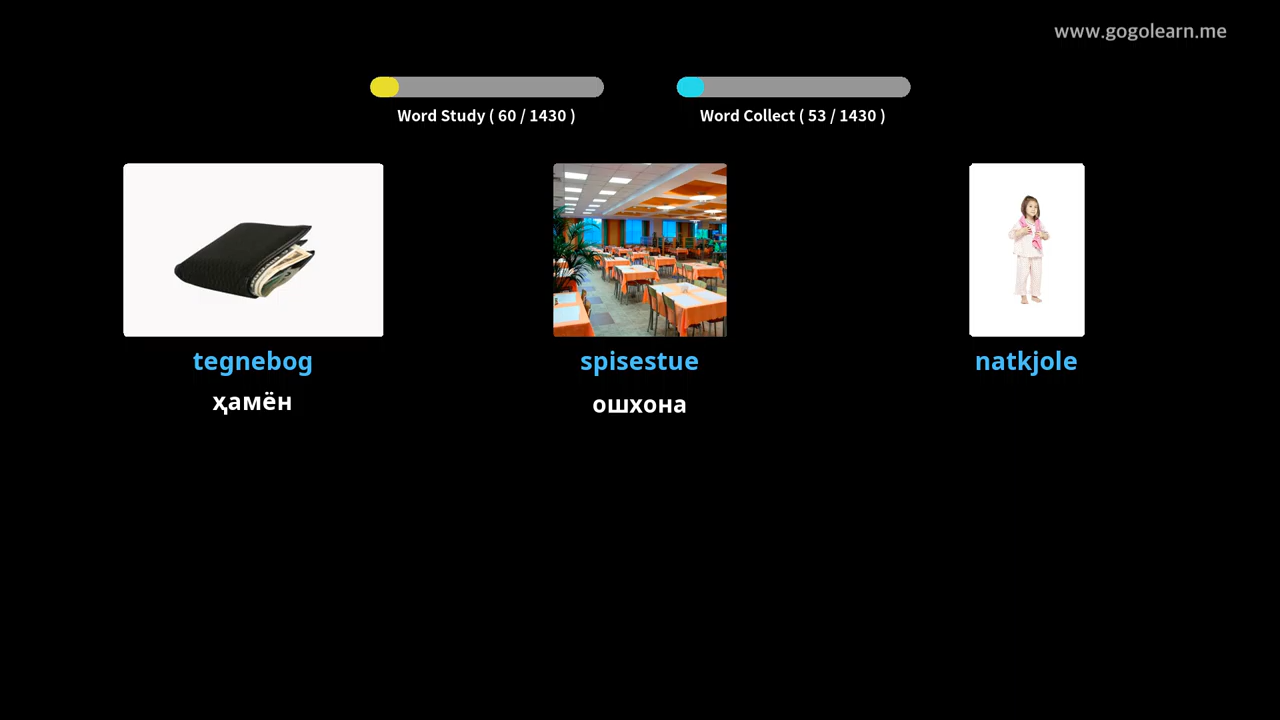 www.gogolearn.me
Word Study ( 60 / 1430 )
Word Collect ( 53 / 1430 )
tegnebog
spisestue
natkjole
ҳамён
ошхона